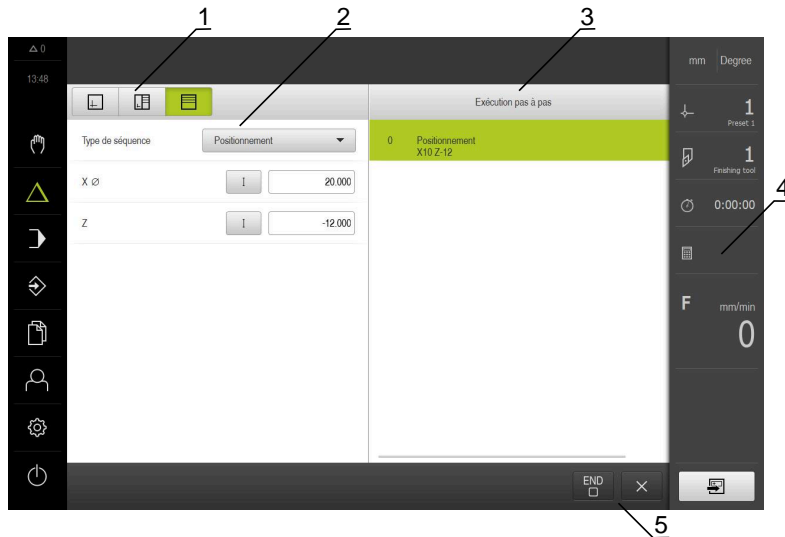 1
2
3
0
13:48
mm
Degree
Exécution pas à pas
1
Preset 1
Type de séquence
Positionnement
0
Positionnement
X10 Z-12
1
Finishing tool
X Ø
I
20.000
4
0:00:00
Z
I
-12.000
F
mm/min
0
END
5